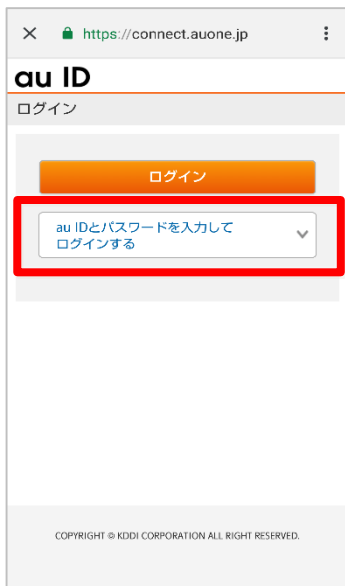 https://connect.auone.jp
au ID
ログイン
ログイン
au IDとパスワードを入力して
ログインする
COPYRIGHT © KDDI CORPORATION ALL RIGHT RESERVED.